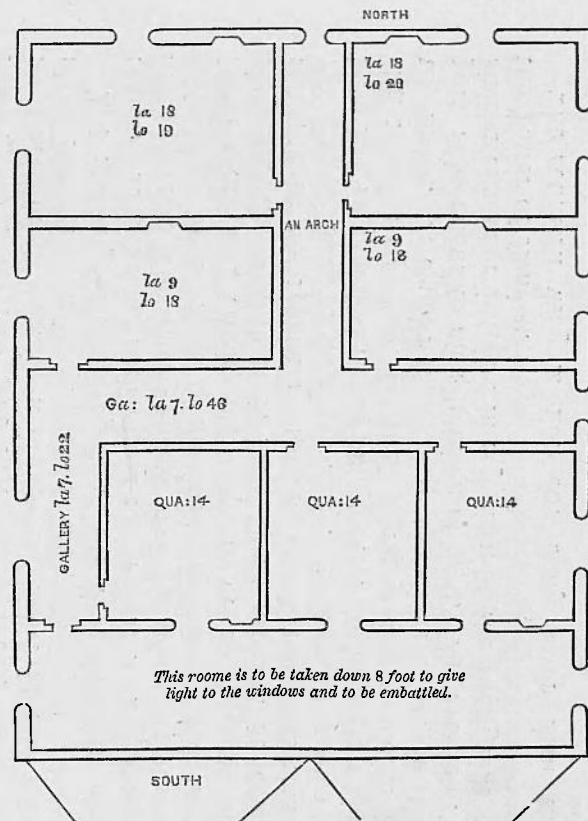 NORTH
la 18
lo 19
la 18
lo 20
AN ARCH
la 9
lo 18
la 9
lo 18
Ga: la 7. lo 46
GALLERY la 7. lo 22
QUA:14
QUA:14
QUA:14
This roome is to be taken down 8 foot to give
light to the windows and to be embattled.
SOUTH